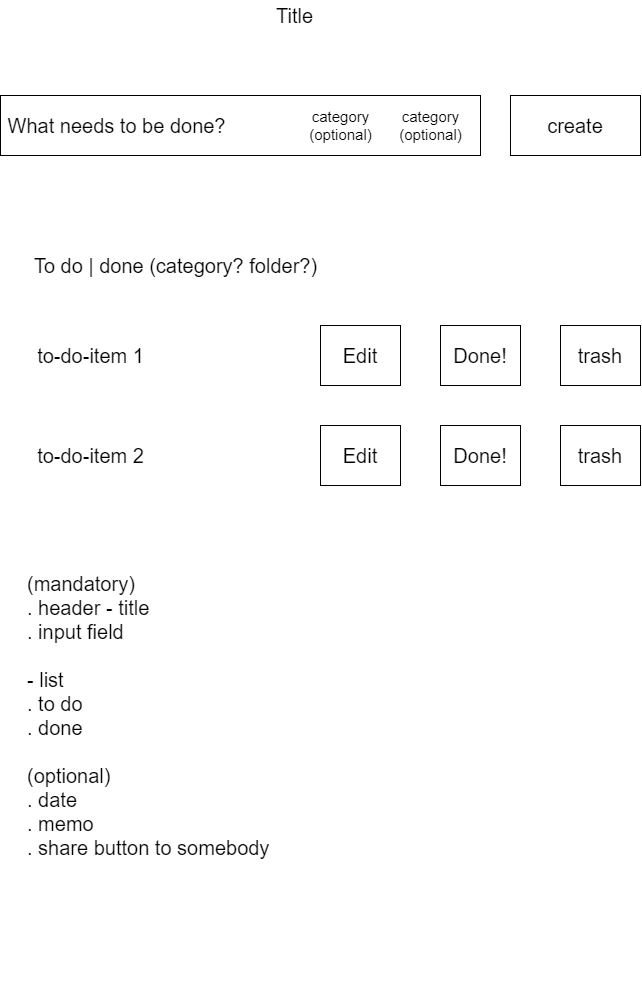 Title
What needs to be done?
category
(optional)
category
(optional)
create
To do | done (category? folder?)
to-do-item 1
Edit
Done!
trash
to-do-item 2
Edit
Done!
trash
(mandatory)
. header - title
. input field
- list
. to do
. done
(optional)
. date
. memo
. share button to somebody